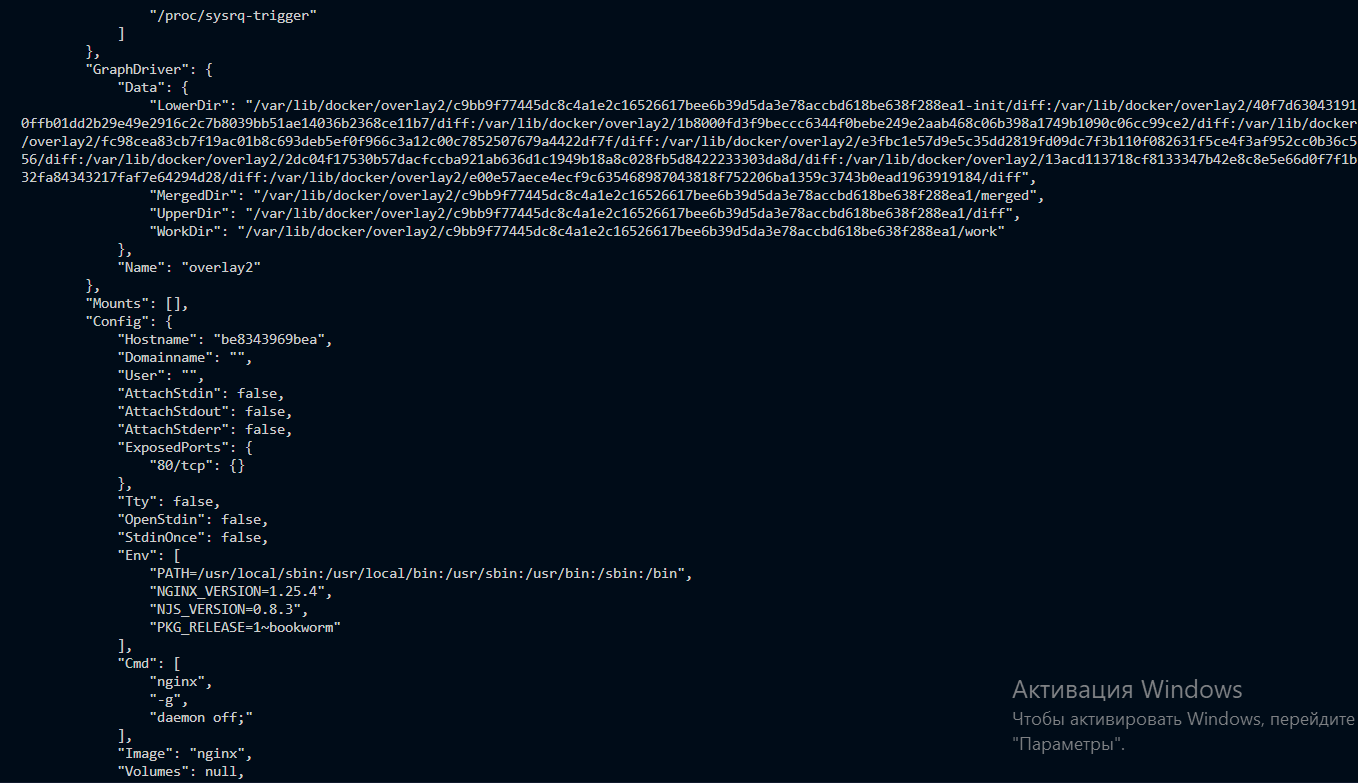 "/proc/sysrq-trigger"
]
},
"GraphDriver": {
"Data": {
"LowerDir": "/var/lib/docker/overlay2/c9bb9f77445dc8c4a1e2c16526617bee6b39d5da3e78accbd618be638f288ea1-init/diff:/var/lib/docker/overlay2/40f7d63043191
0ffb01dd2b29e49e2916c2c7b8039bb51ae14036b2368ce11b7/diff:/var/lib/docker/overlay2/1b8000fd3f9beccc6344f0bebe249e2aab468c06b398a1749b1090c06cc99ce2/diff:/var/lib/docker
/overlay2/fc98cea83cb7f19ac01b8c693deb5ef0f966c3a12c00c7852507679a4422df7f/diff:/var/lib/docker/overlay2/e3fbc1e57d9e5c35dd2819fd09dc7f3b110f082631f5ce4f3af952cc0b36c5
56/diff:/var/lib/docker/overlay2/2dc04f17530b57dacfccba921ab636d1c1949b18a8c028fb5d8422233303da8d/diff:/var/lib/docker/overlay2/13acd113718cf8133347b42e8c8e5e66d0f7f1b
32fa84343217faf7e64294d28/diff:/var/lib/docker/overlay2/e00e57aece4ecf9c635468987043818f752206ba1359c3743b0ead1963919184/diff",
"MergedDir": "/var/lib/docker/overlay2/c9bb9f77445dc8c4a1e2c16526617bee6b39d5da3e78accbd618be638f288ea1/merged",
"UpperDir": "/var/lib/docker/overlay2/c9bb9f77445dc8c4a1e2c16526617bee6b39d5da3e78accbd618be638f288ea1/diff",
"WorkDir": "/var/lib/docker/overlay2/c9bb9f77445dc8c4a1e2c16526617bee6b39d5da3e78accbd618be638f288ea1/work"
},
"Name": "overlay2"
},
"Mounts": [],
"Config": {
"Hostname": "be8343969bea",
"Domainname": "",
"User": "",
"AttachStdin": false,
"AttachStdout": false,
"AttachStderr": false,
"ExposedPorts": {
"80/tcp": {}
},
"Tty": false,
"OpenStdin": false,
"StdinOnce": false,
"Env": [
"PATH=/usr/local/sbin:/usr/local/bin:/usr/sbin:/usr/bin:/sbin:/bin",
"NGINX_VERSION=1.25.4",
"NJS_VERSION=0.8.3",
"PKG_RELEASE=1~bookworm"
],
"Cmd": [
"nginx",
"-g",
"daemon off;"
],
"Image": "nginx",
"Volumes": null,
Активация Windows
Чтобы активировать Windows, перейдите
"Параметры".